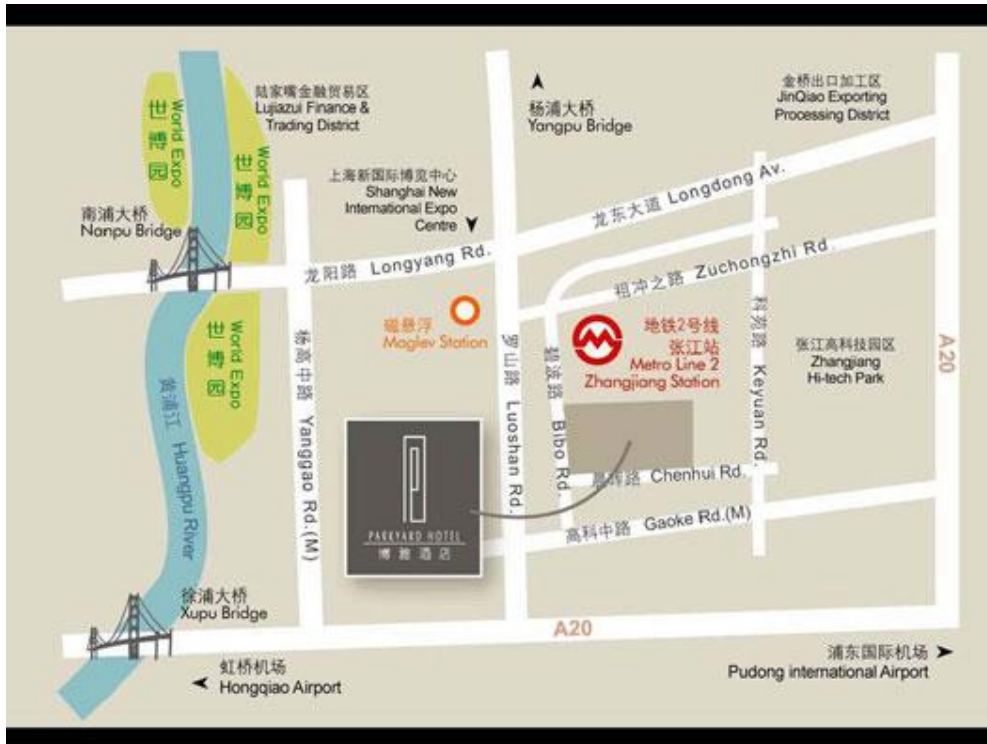 陆家嘴金融贸易区
Lujiazui Finance &
Trading District
金桥出口加工区
JinQiao Exporting
Processing District
杨浦大桥
Yangpu Bridge
世博园 World Expo
世博园 World Expo
上海新国际博览中心
Shanghai New
International Expo
Centre
龙东大道 Longdong Av.
南浦大桥
Nanpu Bridge
龙阳路 Longyang Rd.
祖冲之路 Zuchongzhi Rd.
磁悬浮
Maglev Station
地铁2号线
张江站
Metro Line 2
Zhangjiang Station
世博园 World Expo
杨高中路 Yanggao Rd.(M)
罗山路 Luoshan Rd.
碧波路 Bibo Rd.
科苑路 Keyuan Rd.
张江高科技园区
Zhangjiang
Hi-tech Park
A20
黄浦江 Huangpu River
晨晖路 Chenhui Rd.
高科中路 Gaoke Rd.(M)
PARKYARD HOTEL
博雅酒店
徐浦大桥
Xupu Bridge
A20
虹桥机场
Hongqiao Airport
浦东国际机场
Pudong international Airport